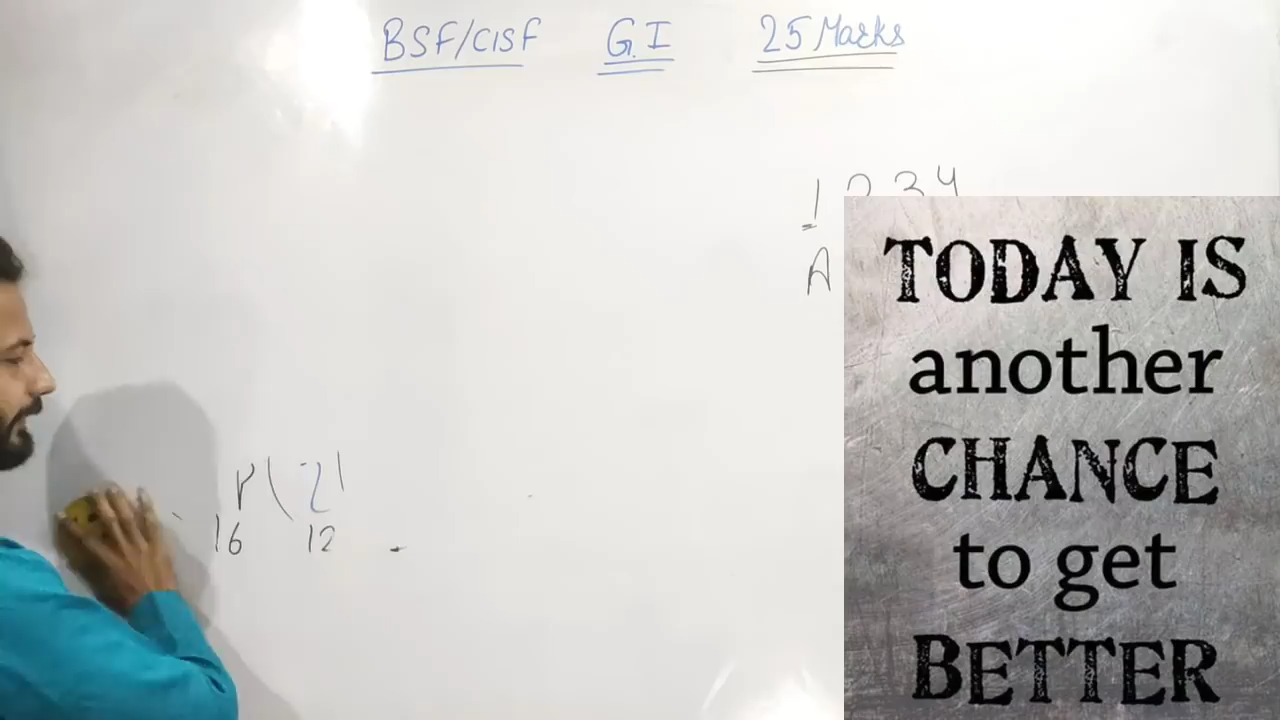 BSF/CISF G.I 25 Marks
1 2 3 4
A
TODAY IS
another
CHANCE
to get
BETTER
16 12